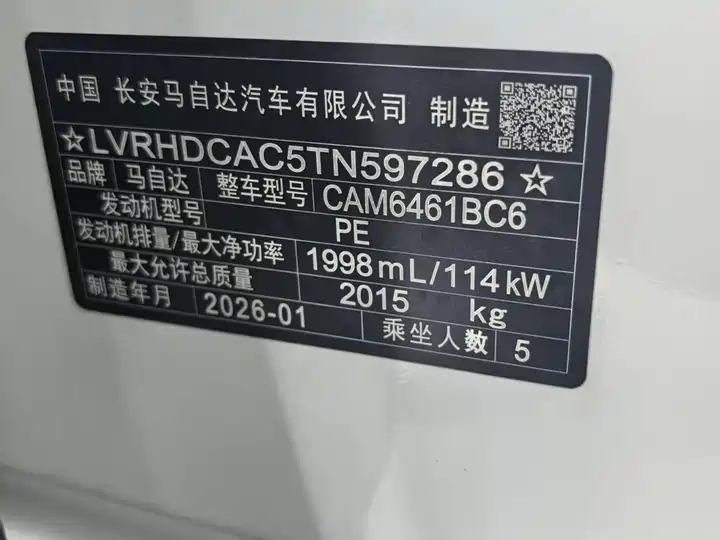 中国 长安马自达汽车有限公司 制造
☆LVRHDCAC5TN597286☆
品牌 马自达 整车型号 CAM6461BC6
发动机型号 PE
发动机排量/最大净功率 1998mL/114kW
最大允许总质量 2015 kg
制造年月 2026-01 乘坐人数 5